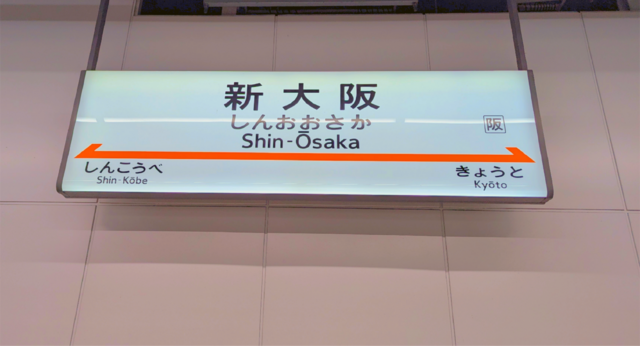 新大阪
しんおおさか
Shin-Ōsaka
阪
しんこうべ
Shin-Kōbe
きょうと
Kyōto